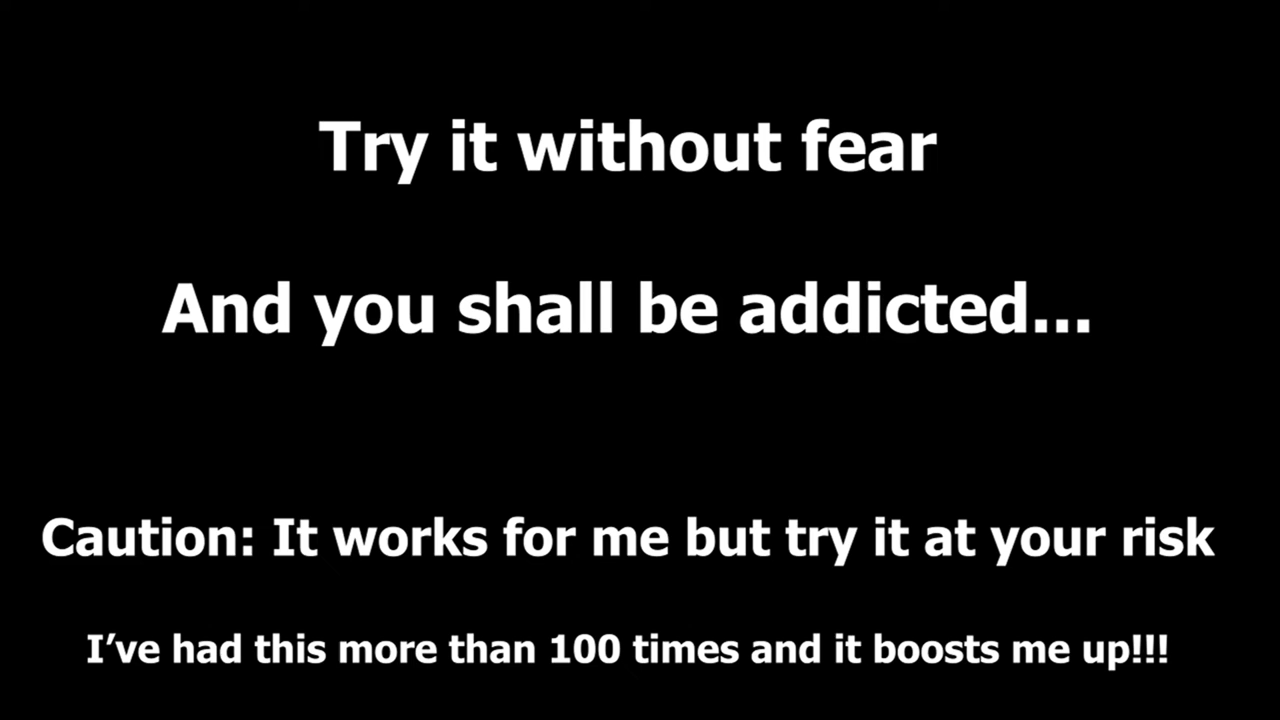 Try it without fear
And you shall be addicted...
Caution: It works for me but try it at your risk
I’ve had this more than 100 times and it boosts me up!!!